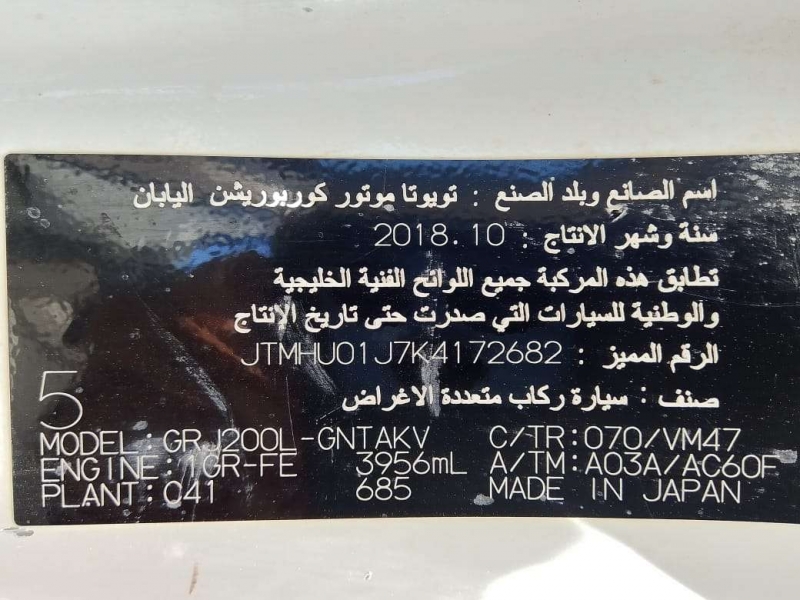 اسم الصانع وبلد الصنع : تويوتا موتور كوربوريشن اليابان
سنة وشهر الانتاج : 2018.10
تطابق هذه المركبة جميع اللوائح الفنية الخليجية
والوطنية للسيارات التي صدرت حتى تاريخ الإنتاج
الرقم المميز : JTMHU01J7K4172682
صنف : سيارة ركاب متعددة الاغراض
5
MODEL:GRJ200L-GNTAKV C/TR:070/VM47
ENGINE:1GR-FE 3956mL A/TM:A03A/AC60F
PLANT:041 685 MADE IN JAPAN